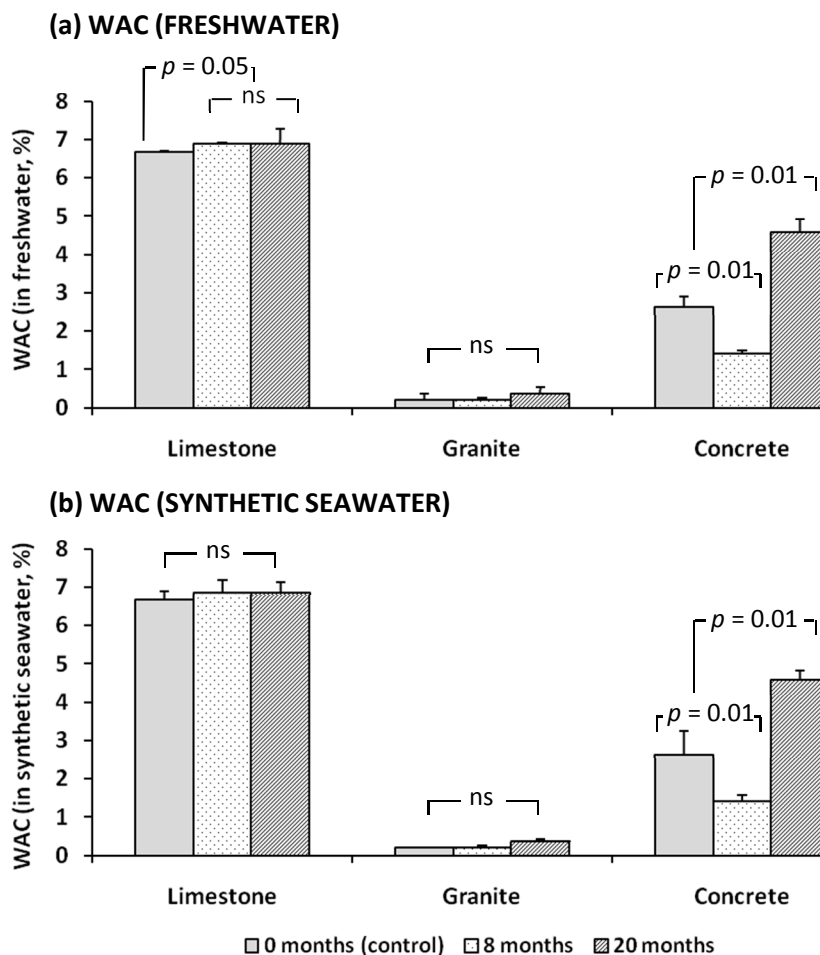 (a) WAC (FRESHWATER)
p = 0.05
ns
p = 0.01
p = 0.01
ns
WAC (in freshwater, %)
8
7
6
5
4
3
2
1
0
Limestone Granite Concrete
(b) WAC (SYNTHETIC SEAWATER)
ns
p = 0.01
p = 0.01
ns
WAC (in synthetic seawater, %)
8
7
6
5
4
3
2
1
0
Limestone Granite Concrete
0 months (control) 8 months 20 months